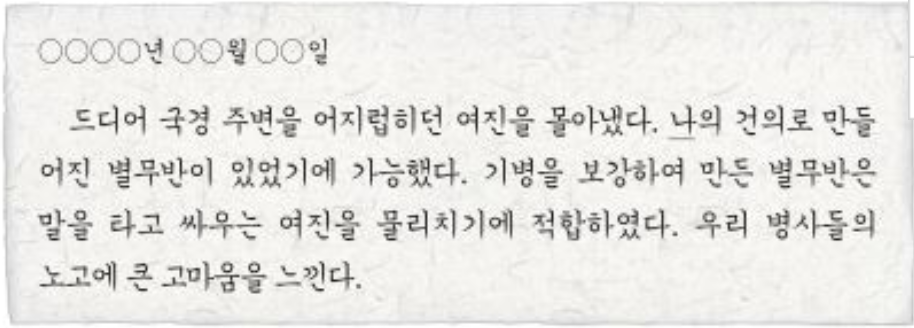 ○○○○년 ○○월 ○○일
드디어 국경 주변을 어지럽히던 여진을 몰아냈다. 나의 건의로 만들
어진 별무반이 있었기에 가능했다. 기병을 보강하여 만든 별무반은
말을 타고 싸우는 여진을 물리치기에 적합하였다. 우리 병사들의
노고에 큰 고마움을 느낀다.